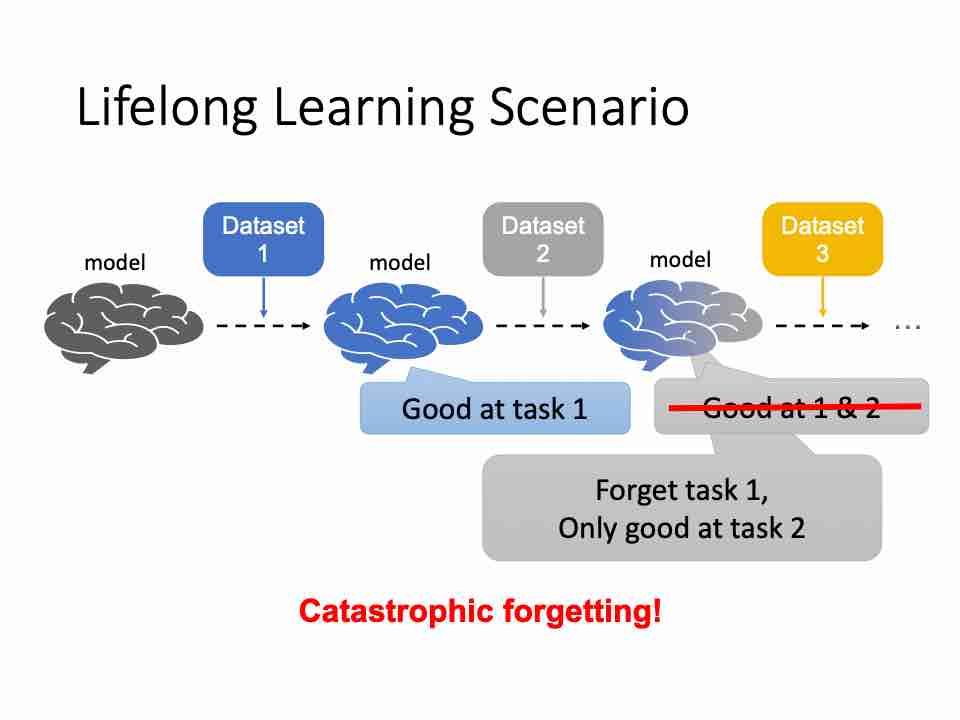 Lifelong Learning Scenario
Dataset
1
Dataset
2
Dataset
3
model
model
model
...
Good at task 1
Good at 1 & 2
Forget task 1,
Only good at task 2
Catastrophic forgetting!